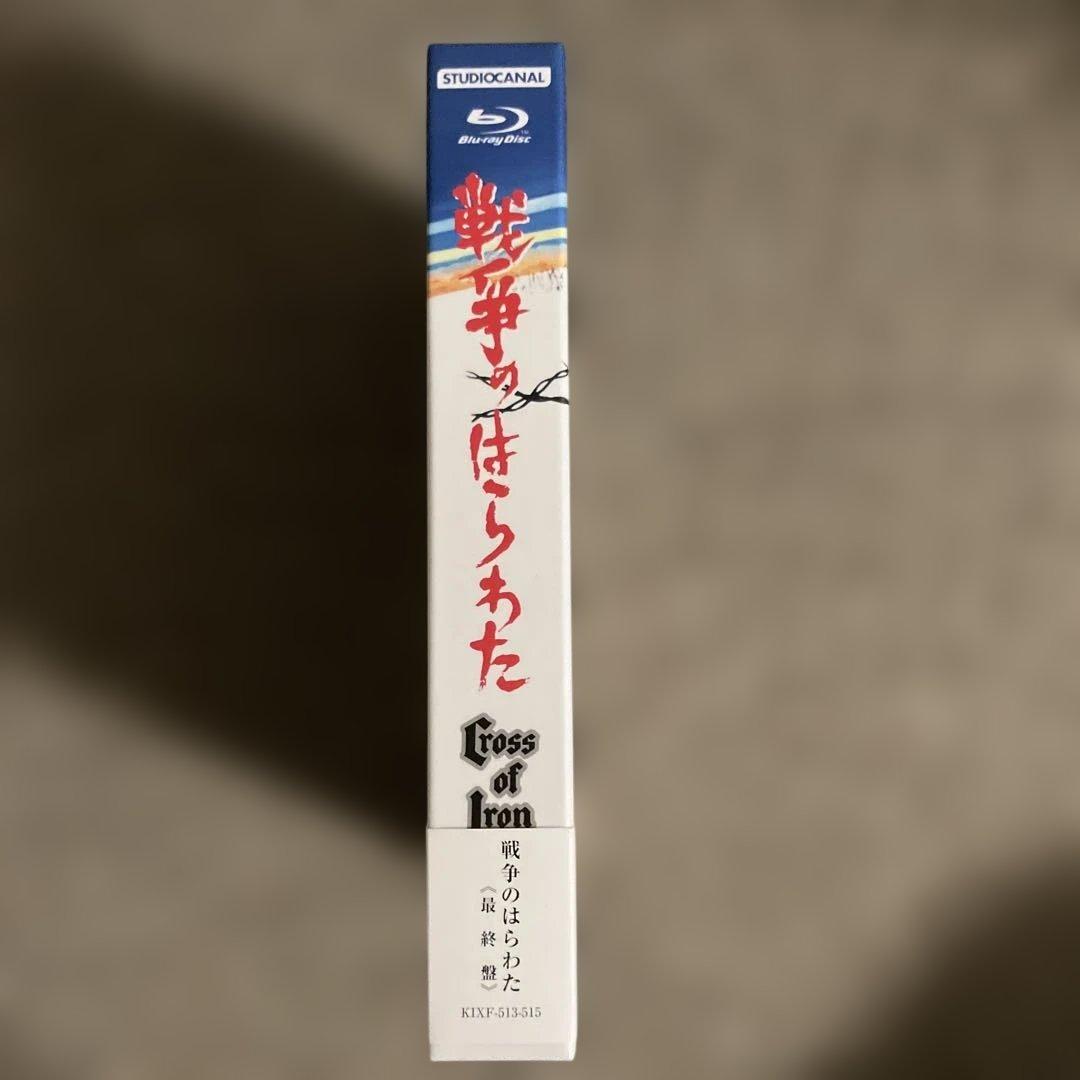 STUDIOCANAL
Blu-ray Disc™
戦争のはらわた
Cross
of
Iron
戦争のはらわた
《最終盤》
KIXF-513-515